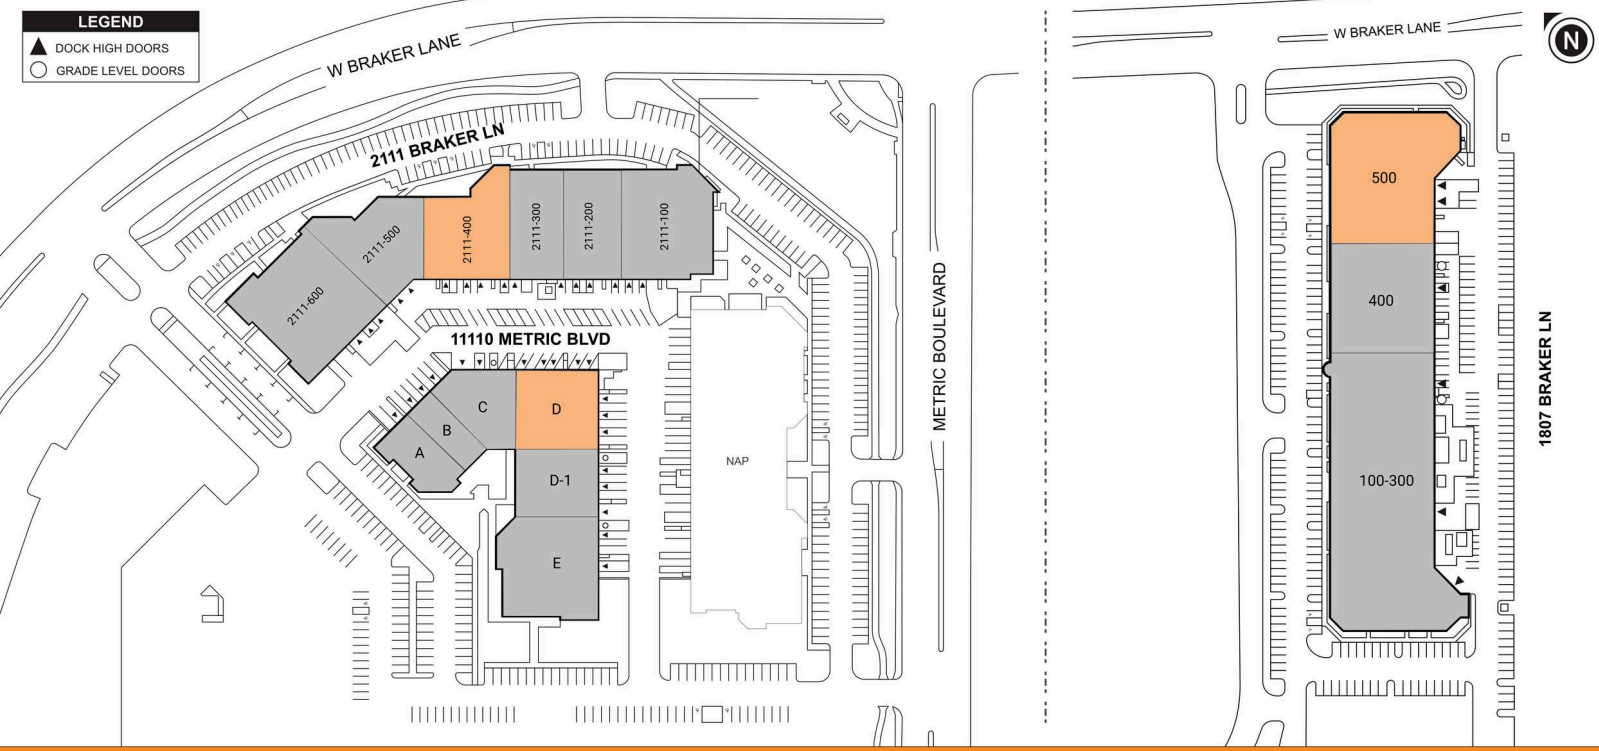 LEGEND
DOCK HIGH DOORS
GRADE LEVEL DOORS
W BRAKER LANE
W BRAKER LANE
N
2111 BRAKER LN
2111-600
2111-500
2111-400
2111-300
2111-200
2111-100
11110 METRIC BLVD
A
B
C
D
D-1
E
NAP
METRIC BOULEVARD
500
400
100-300
1807 BRAKER LN